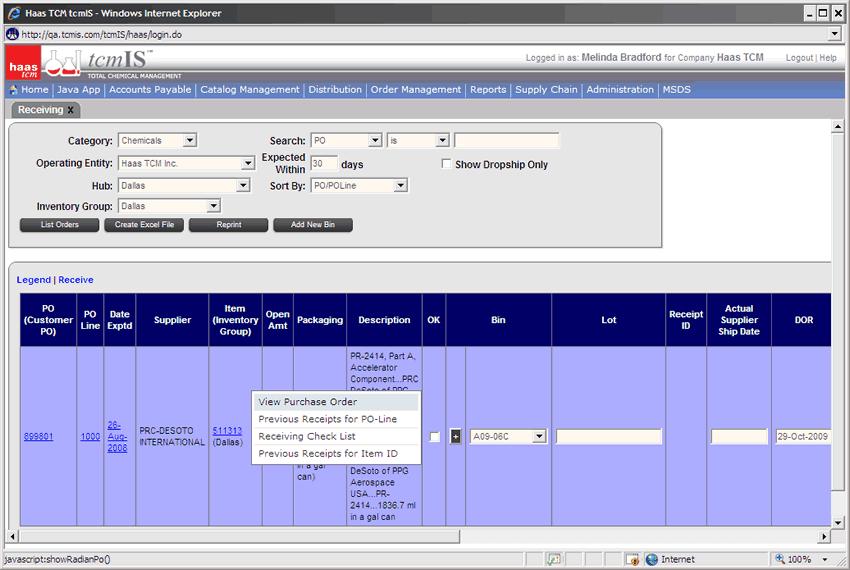 Haas TCM tcmIS - Windows Internet Explorer
http://qa.tcmis.com/tcmIS/haas/login.do
haas tcm
tcmIS™
TOTAL CHEMICAL MANAGEMENT
Logged in as: Melinda Bradford for Company Haas TCM Logout | Help
Home | Java App | Accounts Payable | Catalog Management | Distribution | Order Management | Reports | Supply Chain | Administration | MSDS
Receiving X
Category: Chemicals Search: PO is
Operating Entity: Haas TCM Inc. Expected Within 30 days Show Dropship Only
Hub: Dallas Sort By: PO/POLine
Inventory Group: Dallas
List Orders Create Excel File Reprint Add New Bin
Legend | Receive
PO (Customer PO) PO Line Date Exptd Supplier Item (Inventory Group) Open Amt Packaging Description OK Bin Lot Receipt ID Actual Supplier Ship Date DOR
899801 1000 26-Aug-2008 PRC-DESOTO INTERNATIONAL 511313 (Dallas)
PR-2414, Part A,
Accelerator
Component...PRC
DeSoto of PPG
View Purchase Order
Previous Receipts for PO-Line
Receiving Check List
Previous Receipts for Item ID
in a gal
can)
DeSoto of PPG
Aerospace
USA...PR-
2414...1836.7 ml
in a gal can
+ A09-06C 29-Oct-2009
javascript:showRadianPo() Internet 100%